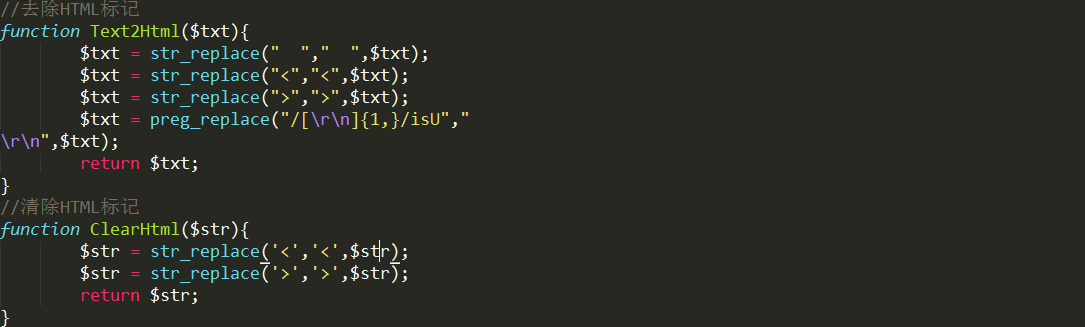 //去除HTML标记
function Text2Html($txt){
        $txt = str_replace("  ","　",$txt);
        $txt = str_replace("<","<",$txt);
        $txt = str_replace(">",">",$txt);
        $txt = preg_replace("/[\r\n]{1,}/isU","
\r\n",$txt);
        return $txt;
}
//清除HTML标记
function ClearHtml($str){
        $str = str_replace('<','<',$str);
        $str = str_replace('>','>',$str);
        return $str;
}